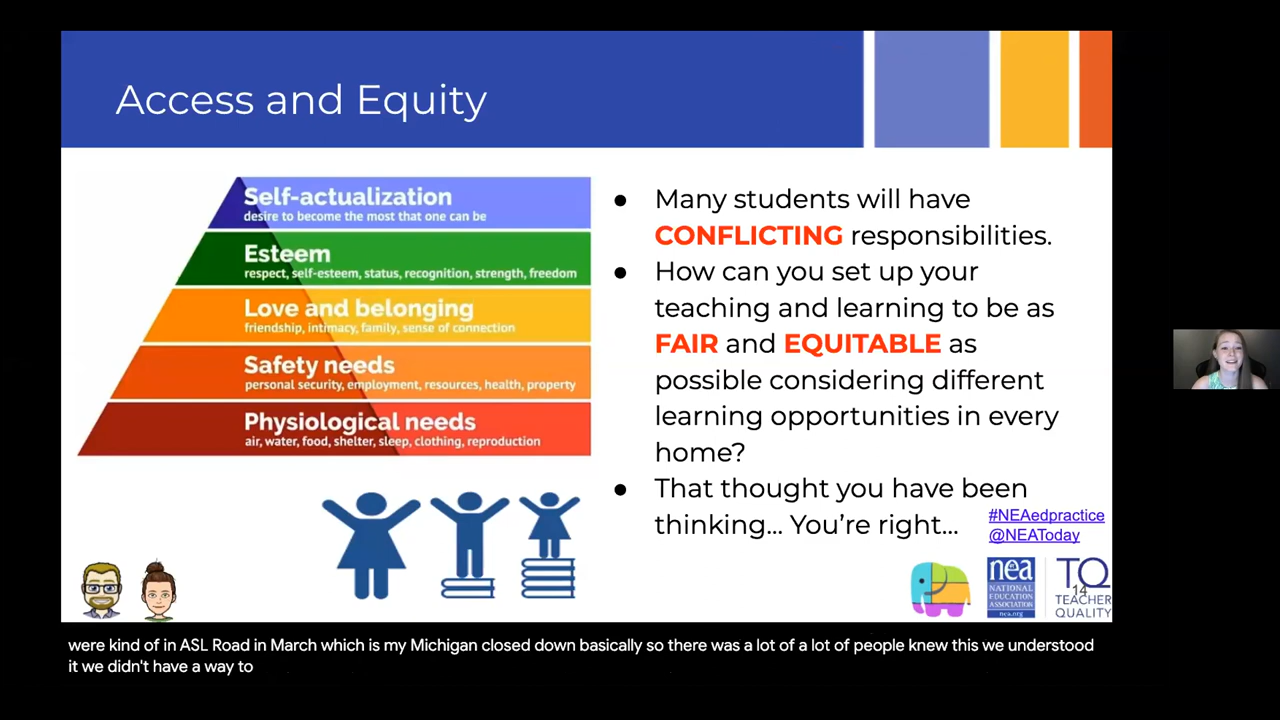 Access and Equity
Self-actualization
desire to become the most that one can be
Esteem
respect, self-esteem, status, recognition, strength, freedom
Love and belonging
friendship, intimacy, family, sense of connection
Safety needs
personal security, employment, resources, health, property
Physiological needs
air, water, food, shelter, sleep, clothing, reproduction
● Many students will have
CONFLICTING responsibilities.
● How can you set up your
teaching and learning to be as
FAIR and EQUITABLE as
possible considering different
learning opportunities in every
home?
● That thought you have been
thinking... You're right...
#NEAedpractice
@NEAToday
nea
NATIONAL
EDUCATION
ASSOCIATION
nea.org
TQ
14
TEACHER
QUALITY
were kind of in ASL Road in March which is my Michigan closed down basically so there was a lot of a lot of people knew this we understood
it we didn't have a way to